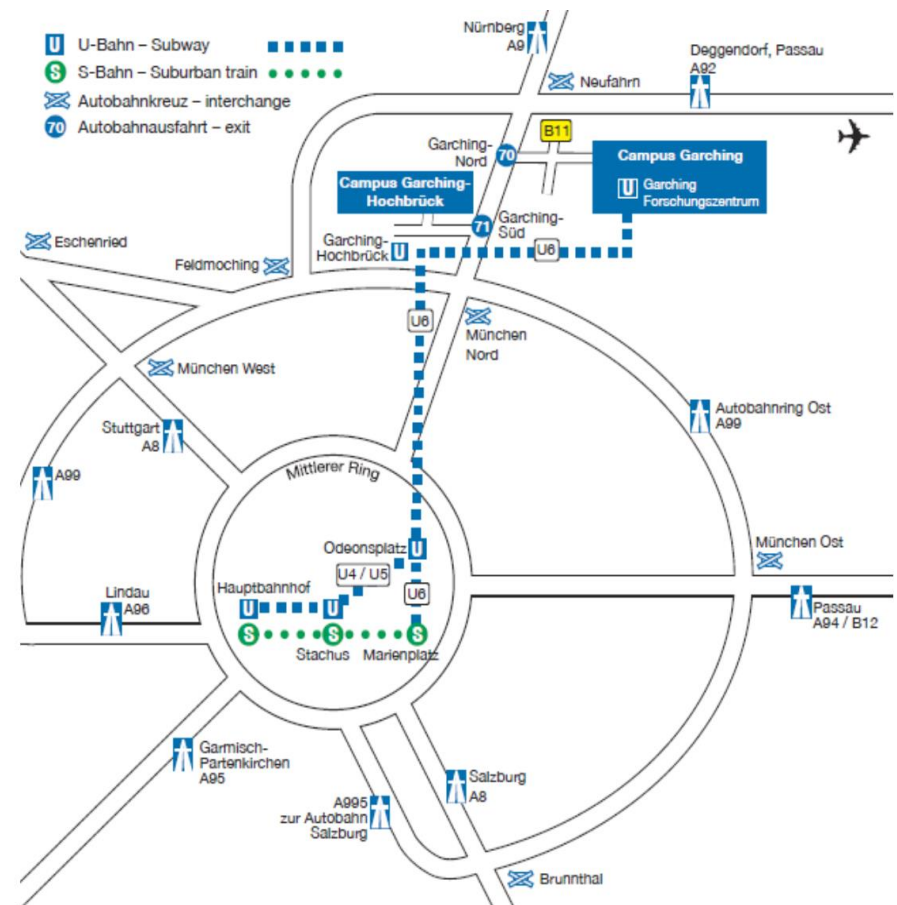 U U-Bahn – Subway
S S-Bahn – Suburban train
Autobahnkreuz – interchange
70 Autobahnausfahrt – exit
Nürnberg
A9
Neufahrn
Deggendorf, Passau
A92
B11
Garching-
Nord
70
Campus Garching
U Garching
Forschungszentrum
Campus Garching-
Hochbrück
71
Garching-
Süd
Garching-
Hochbrück
U
U6
Eschenried
Feldmoching
U6
München
Nord
München West
Stuttgart
A8
Autobahnring Ost
A99
A99
Mittlerer Ring
Odeonsplatz
U
U4 / U5
Hauptbahnhof
U
U
U6
S
S
S
Stachus
Marienplatz
München Ost
Lindau
A96
Passau
A94 / B12
Garmisch-
Partenkirchen
A95
Salzburg
A8
A995
zur Autobahn
Salzburg
Brunnthal